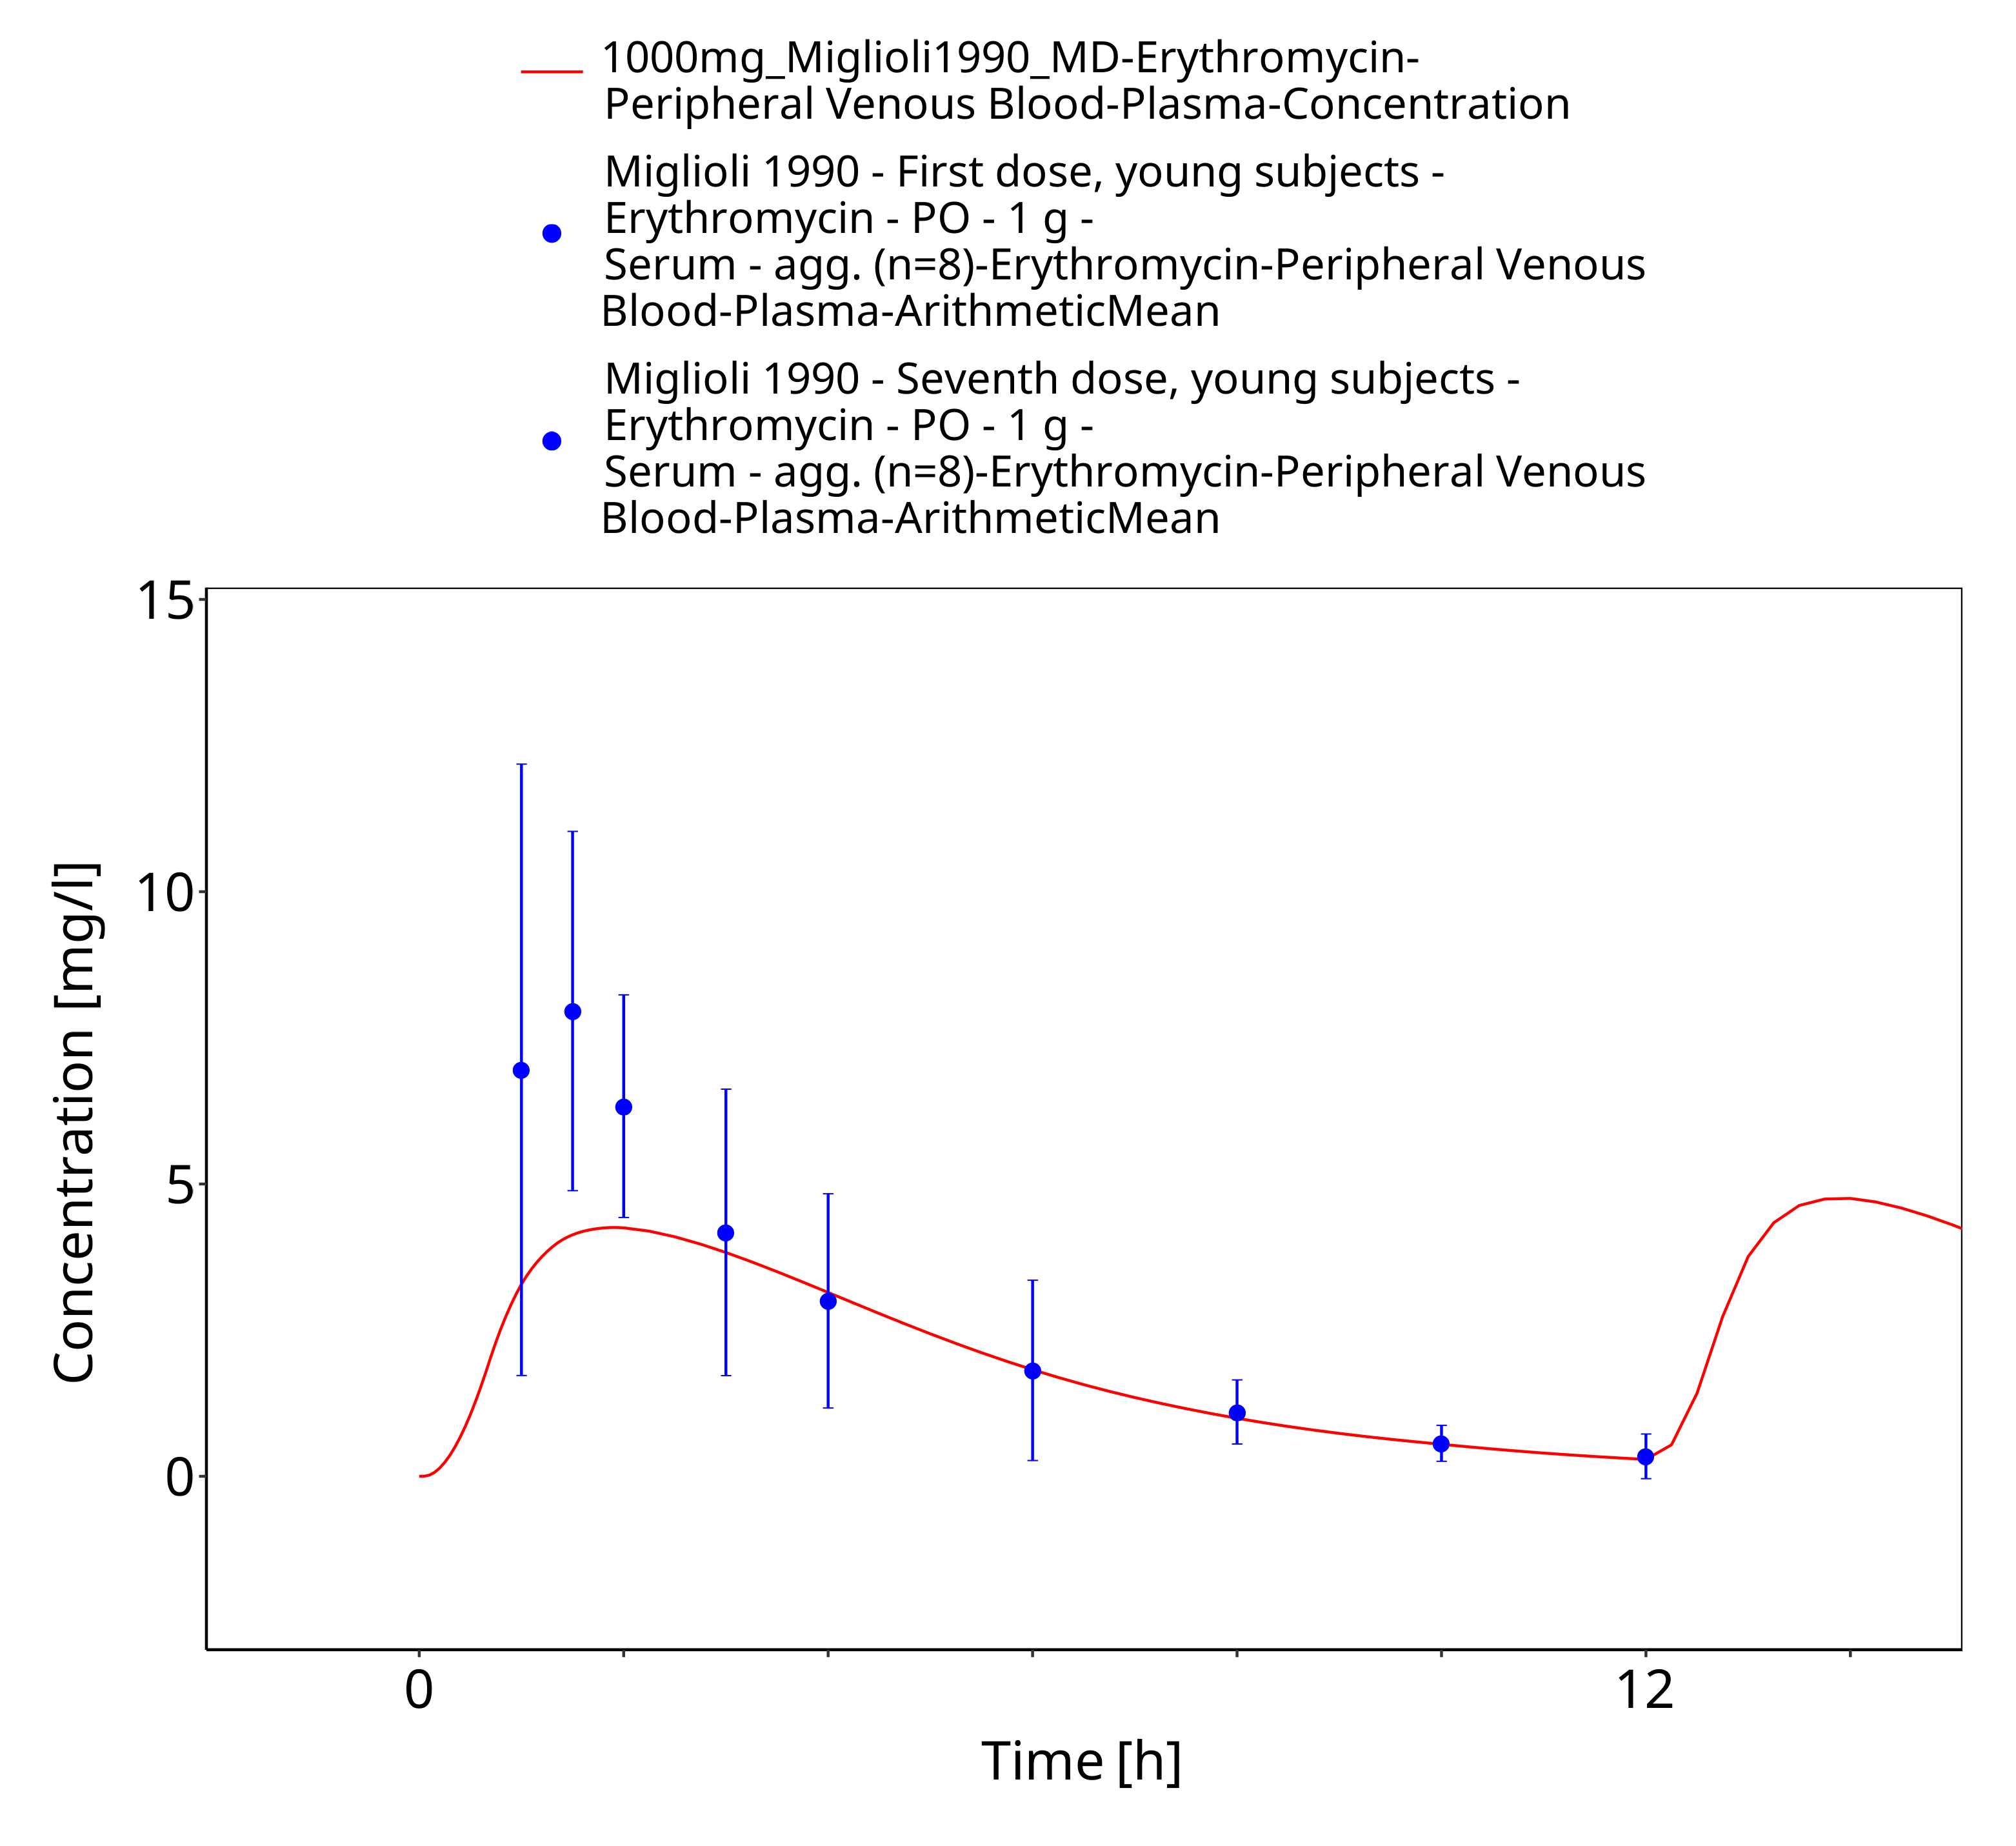 1000mg_Miglioli1990_MD-Erythromycin-
Peripheral Venous Blood-Plasma-Concentration
Miglioli 1990 - First dose, young subjects -
Erythromycin - PO - 1 g -
Serum - agg. (n=8)-Erythromycin-Peripheral Venous
Blood-Plasma-ArithmeticMean
Miglioli 1990 - Seventh dose, young subjects -
Erythromycin - PO - 1 g -
Serum - agg. (n=8)-Erythromycin-Peripheral Venous
Blood-Plasma-ArithmeticMean
15
10
5
0
Concentration [mg/l]
0
12
Time [h]